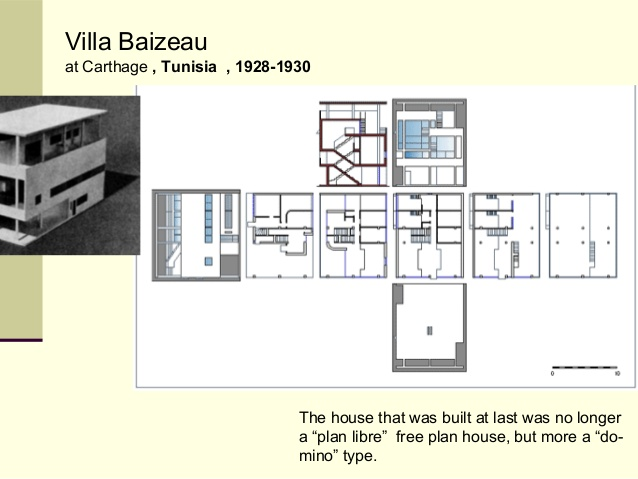 Villa Baizeau
at Carthage , Tunisia , 1928-1930
0 10
The house that was built at last was no longer
a “plan libre” free plan house, but more a “do-
mino” type.